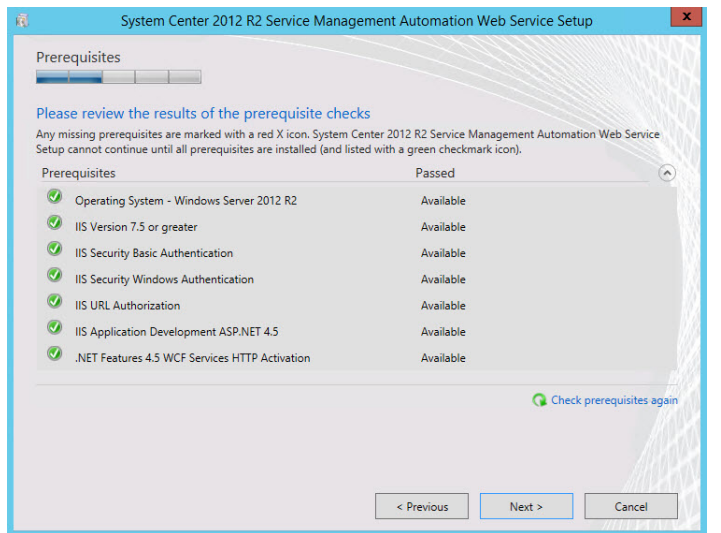 System Center 2012 R2 Service Management Automation Web Service Setup
x
Prerequisites
Please review the results of the prerequisite checks
Any missing prerequisites are marked with a red X icon. System Center 2012 R2 Service Management Automation Web Service
Setup cannot continue until all prerequisites are installed (and listed with a green checkmark icon).
Prerequisites Passed
Operating System - Windows Server 2012 R2 Available
IIS Version 7.5 or greater Available
IIS Security Basic Authentication Available
IIS Security Windows Authentication Available
IIS URL Authorization Available
IIS Application Development ASP.NET 4.5 Available
.NET Features 4.5 WCF Services HTTP Activation Available
Check prerequisites again
< Previous Next > Cancel